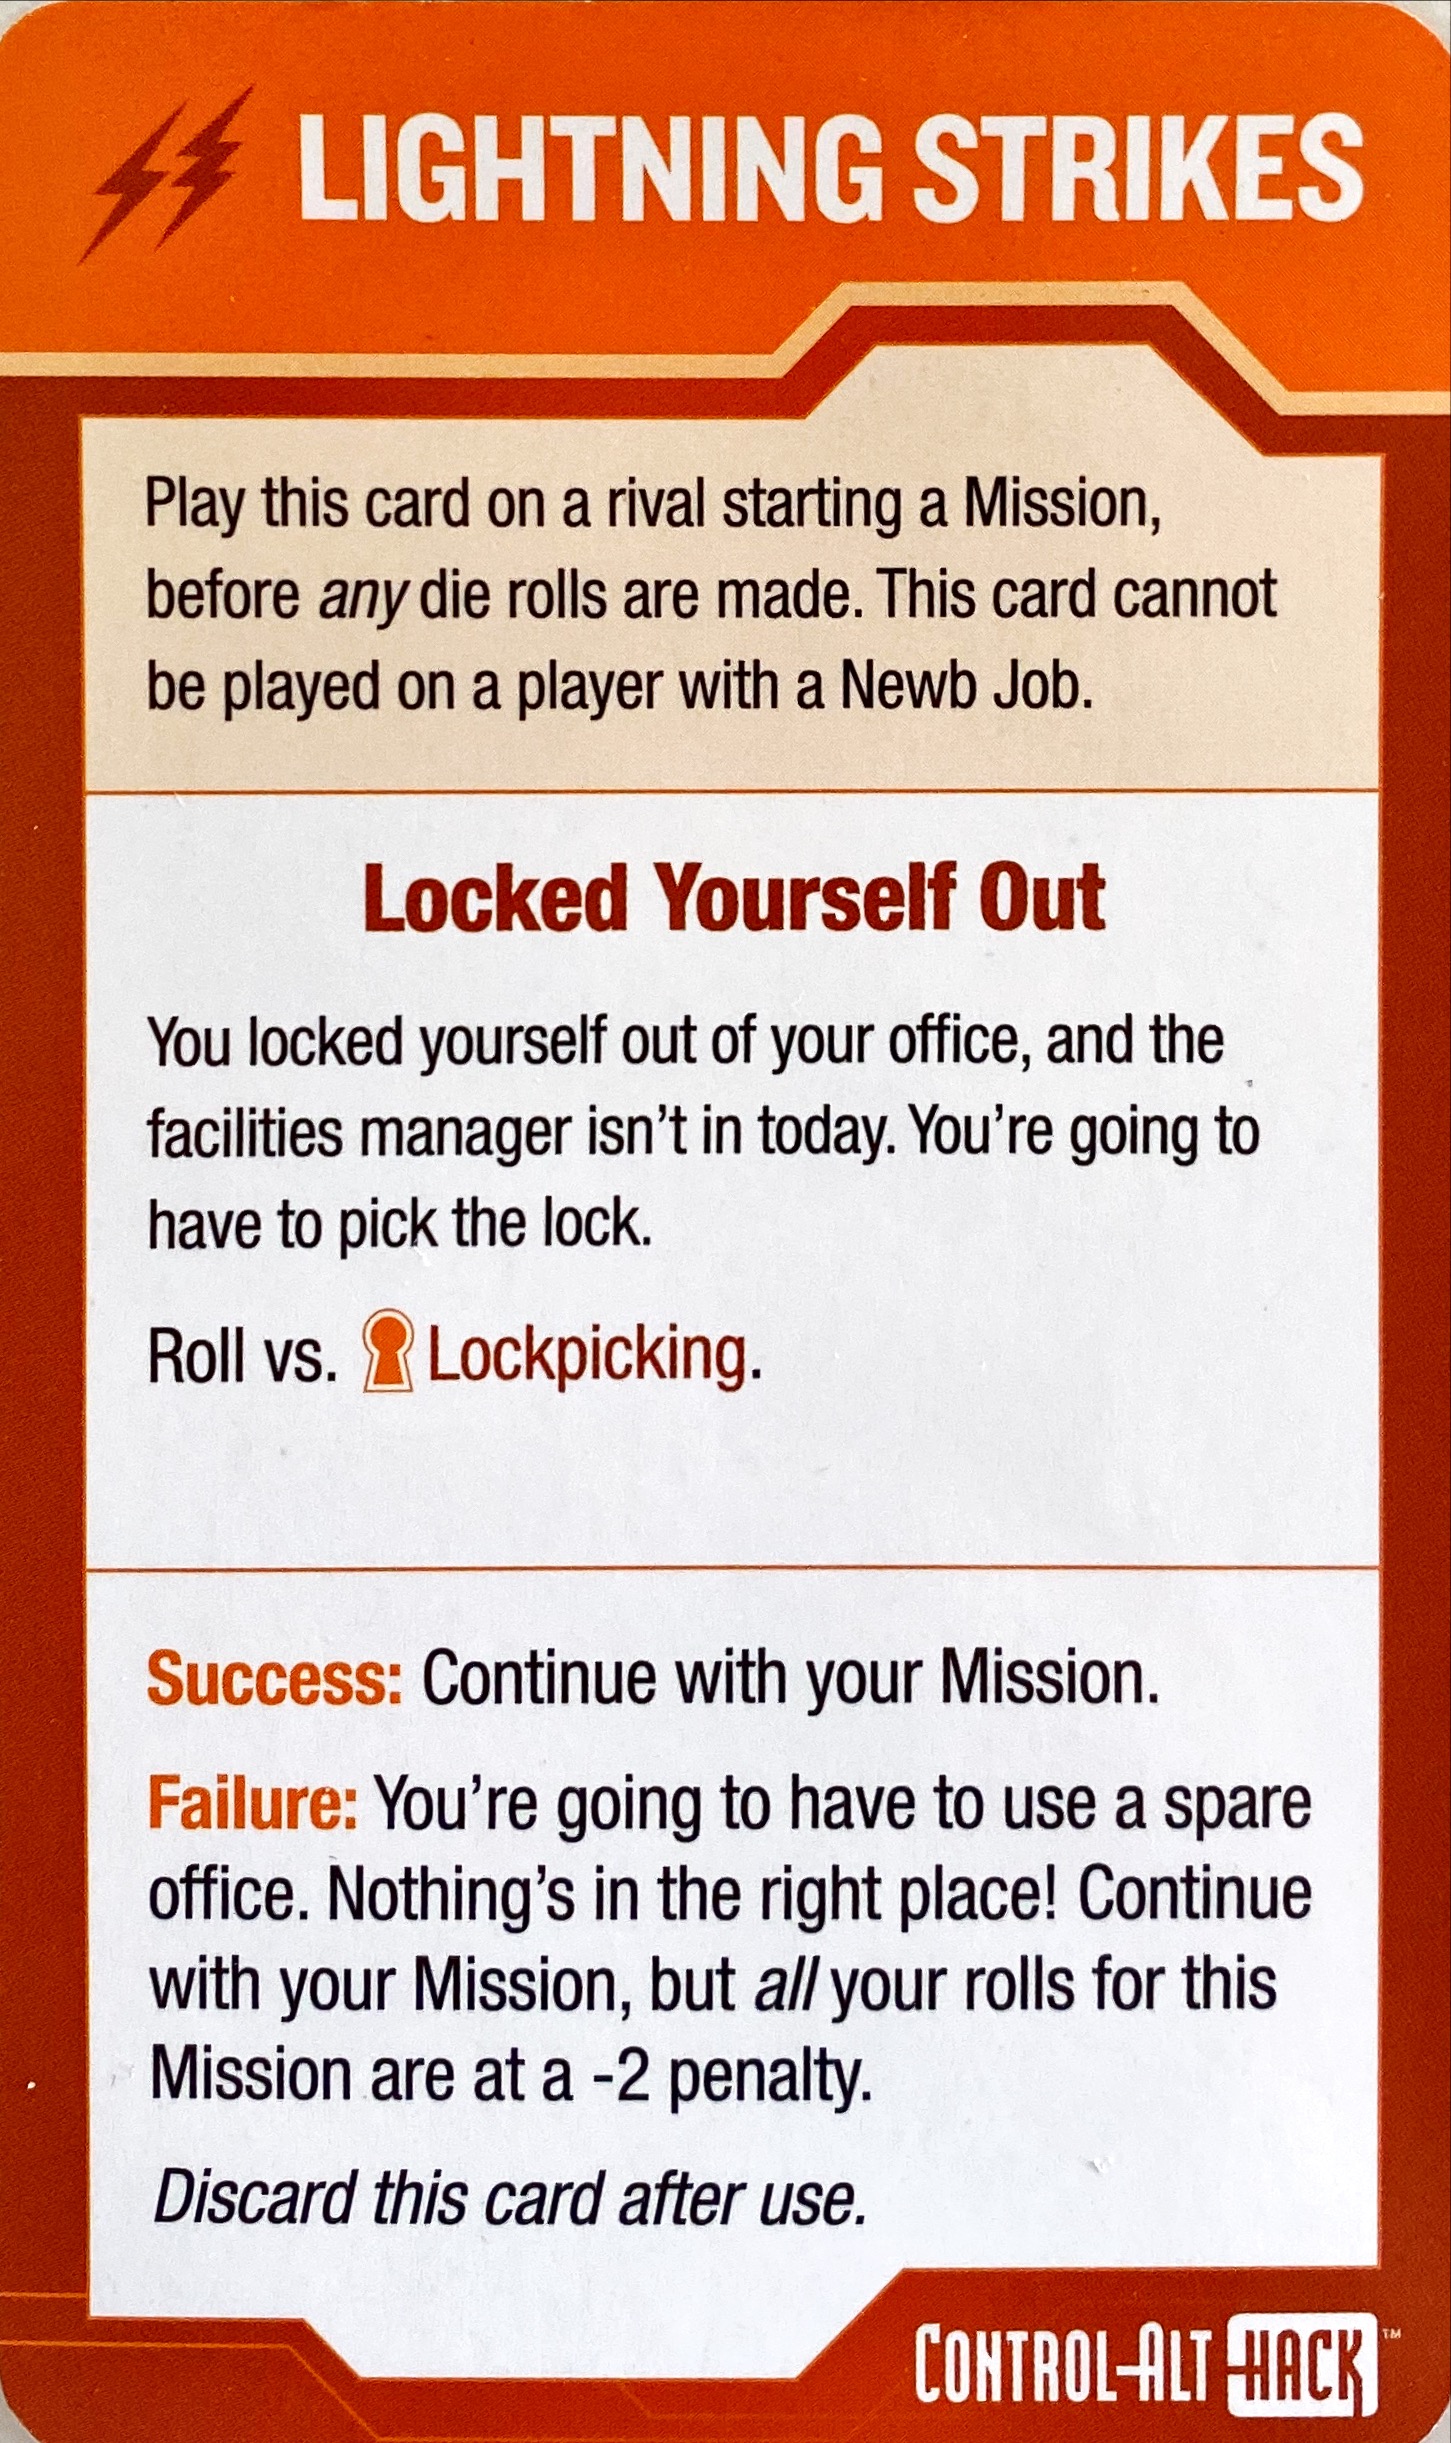 LIGHTNING STRIKES
Play this card on a rival starting a Mission,
before any die rolls are made. This card cannot
be played on a player with a Newb Job.
Locked Yourself Out
You locked yourself out of your office, and the
facilities manager isn’t in today. You’re going to
have to pick the lock.
Roll vs. Lockpicking.
Success: Continue with your Mission.
Failure: You’re going to have to use a spare
office. Nothing’s in the right place! Continue
with your Mission, but all your rolls for this
Mission are at a -2 penalty.
Discard this card after use.
CONTROL-ALT-HACK™